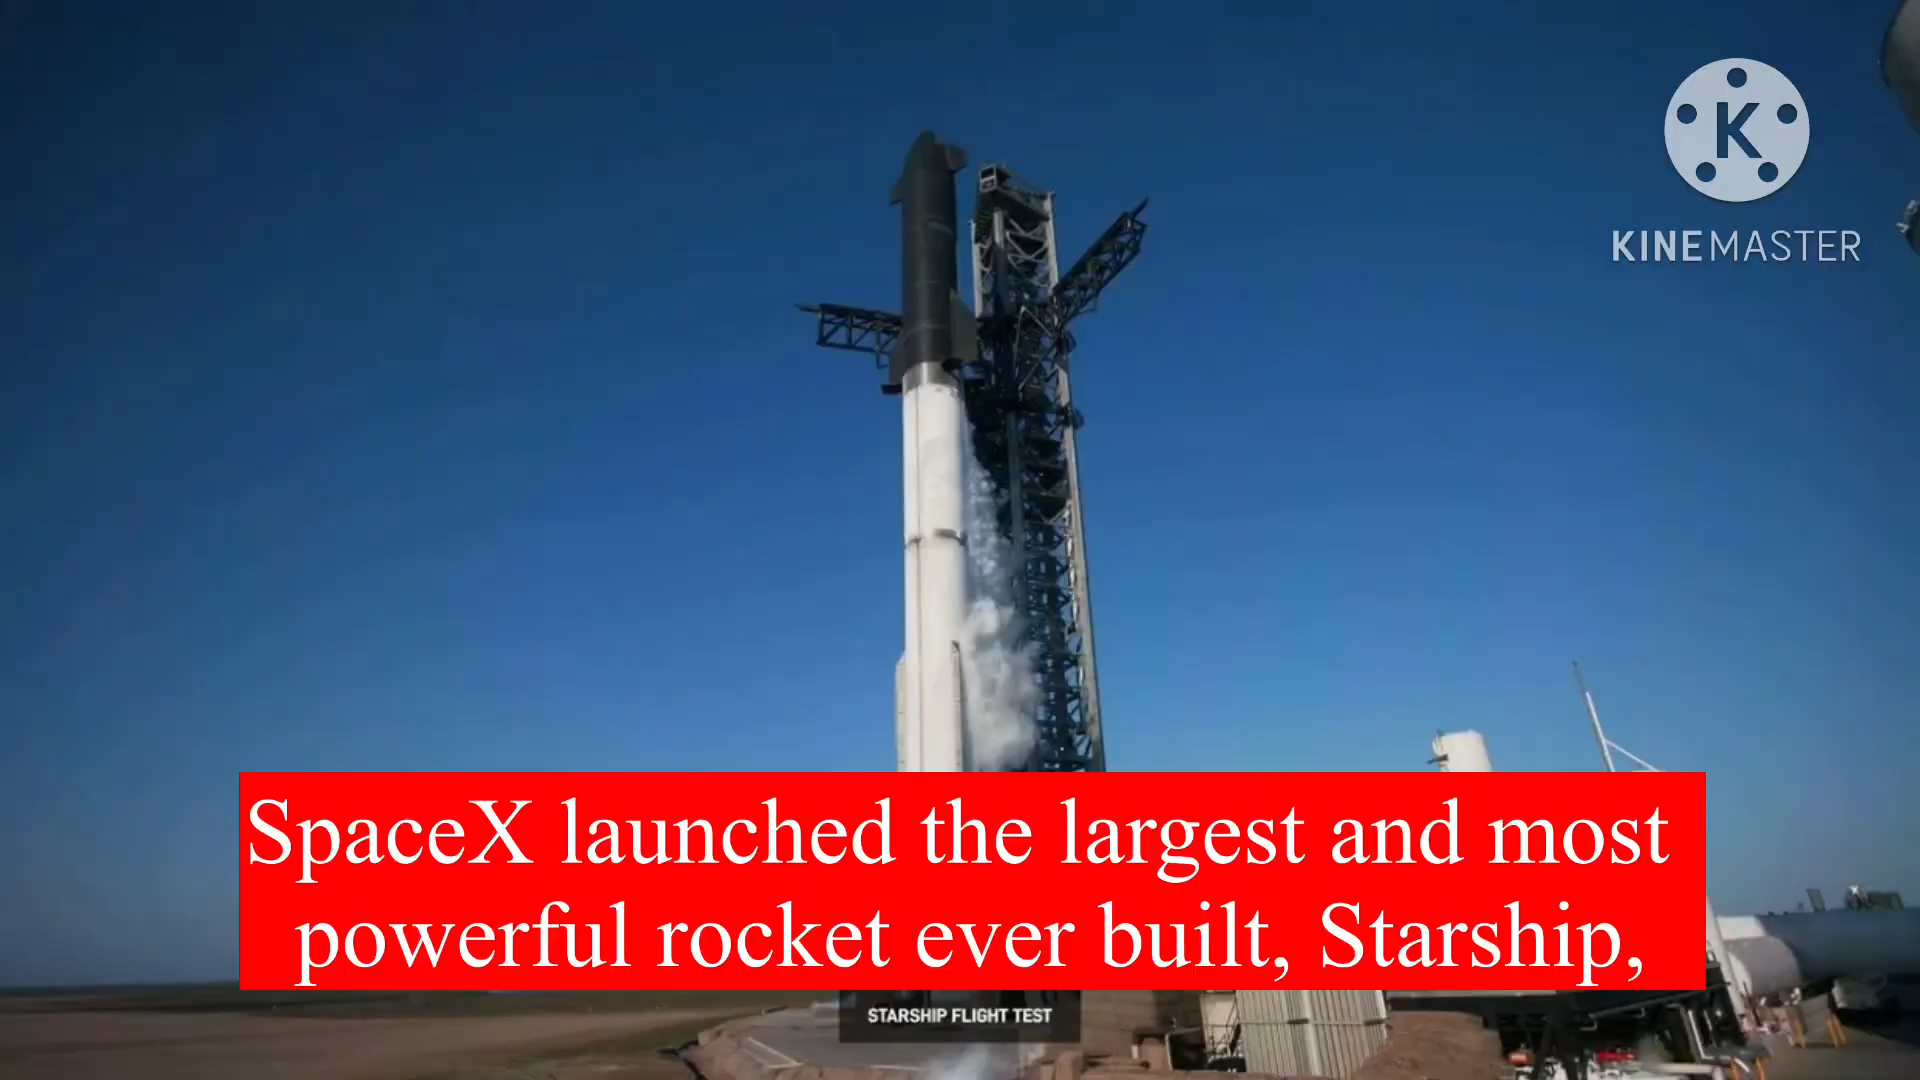 K
KINEMASTER
SpaceX launched the largest and most
powerful rocket ever built, Starship,
STARSHIP FLIGHT TEST